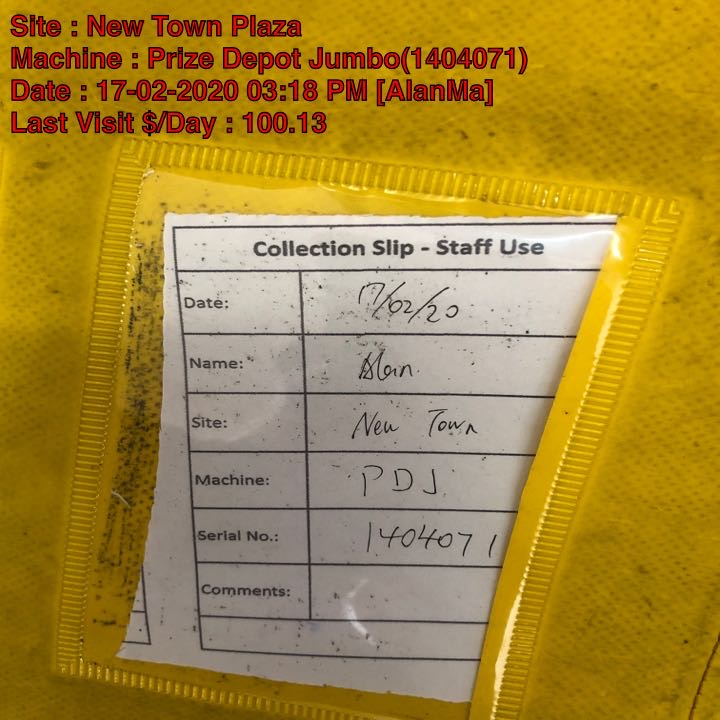 Site : New Town Plaza
Machine : Prize Depot Jumbo(1404071)
Date : 17-02-2020 03:18 PM [AlanMa]
Last Visit $/Day : 100.13
Collection Slip - Staff Use
Date: 17/02/20
Name: Alan
Site: New Town
Machine: PDJ
Serial No.: 1404071
Comments: